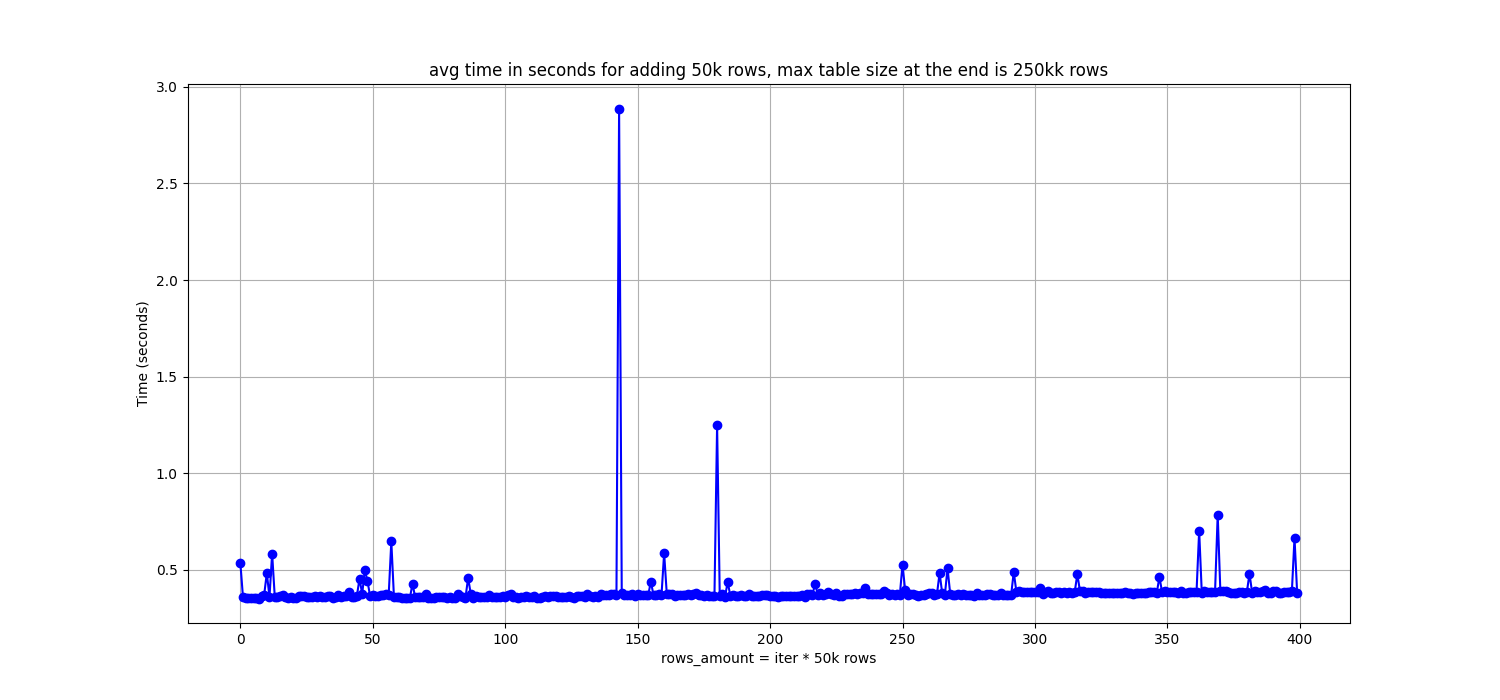 avg time in seconds for adding 50k rows, max table size at the end is 250kk rows
3.0
2.5
2.0
1.5
1.0
0.5
Time (seconds)
0 50 100 150 200 250 300 350 400
rows_amount = iter * 50k rows